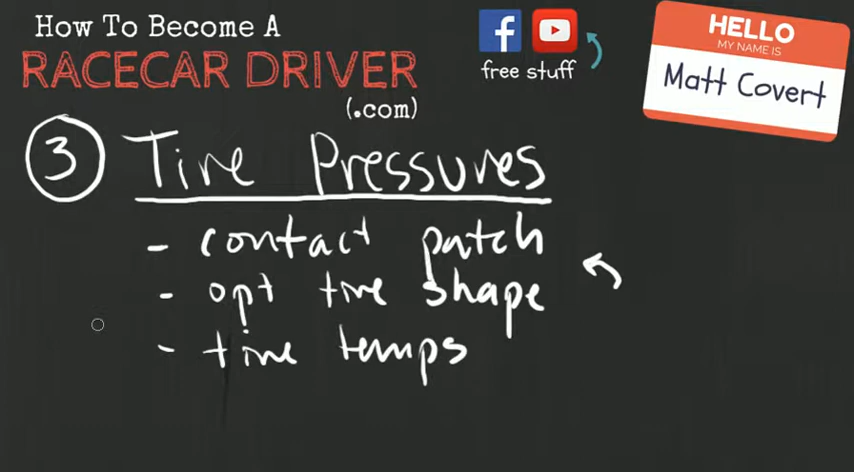 How To Become A
RACECAR DRIVER
(.com)
f
free stuff
HELLO
MY NAME IS
Matt Covert
3 Tire Pressures
- contact patch
- opt tire shape
- tire temps